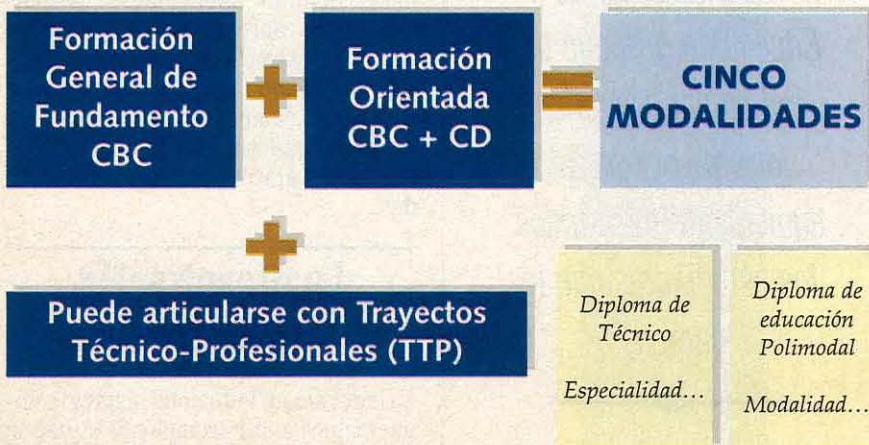 Formación
General de
Fundamento
CBC
+
Formación
Orientada
CBC + CD
=
CINCO
MODALIDADES
+
Puede articularse con Trayectos
Técnico-Profesionales (TTP)
Diploma de
Técnico
Especialidad...
Diploma de
educación
Polimodal
Modalidad...